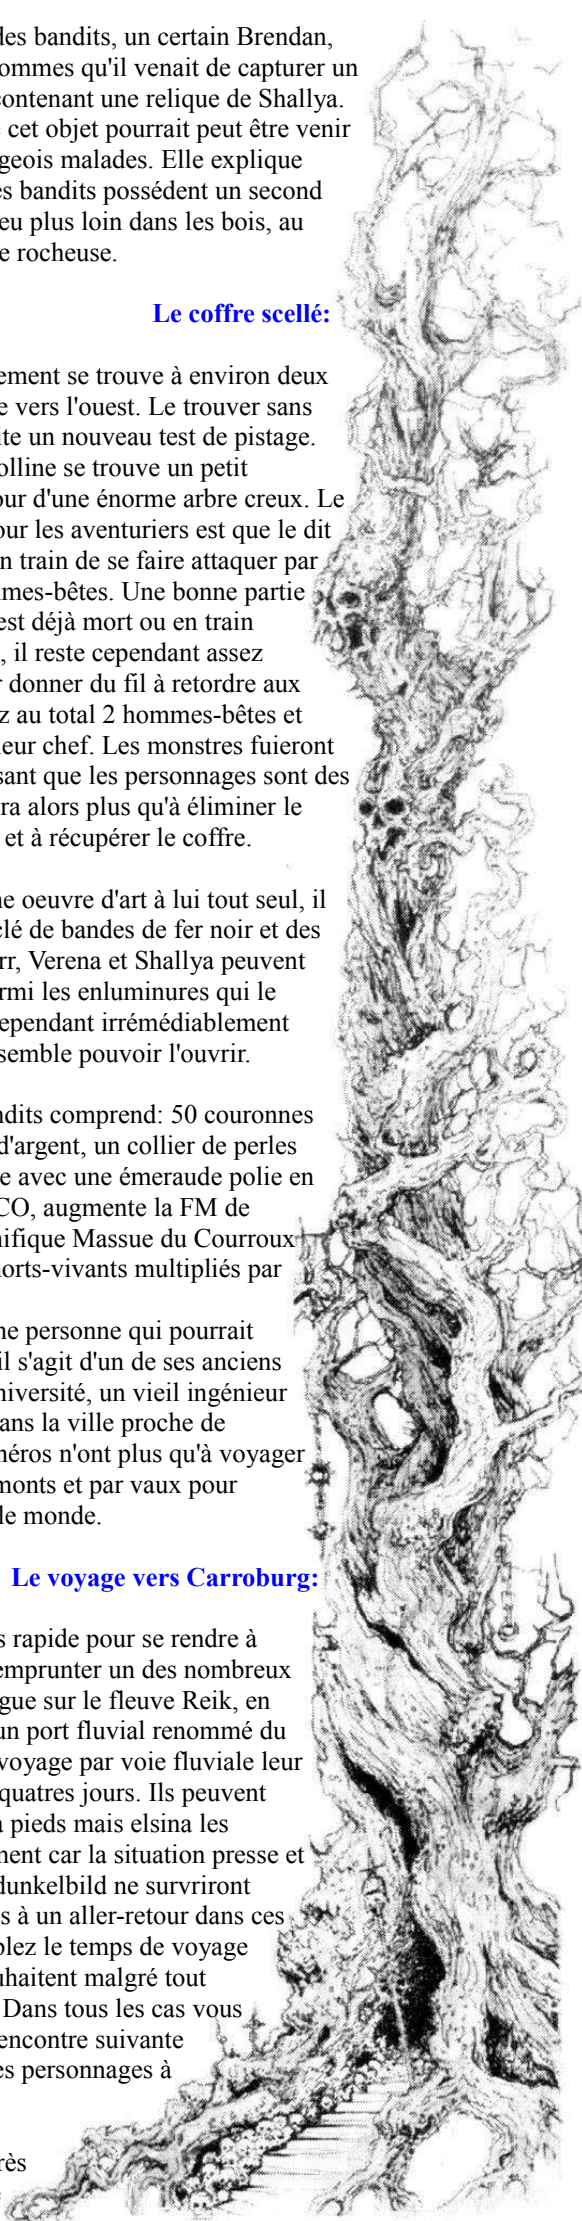 des bandits, un certain Brendan,
ommes qu'il venait de capturer un
contenant une relique de Shallya.
e cet objet pourrait peut être venir
geois malades. Elle explique
es bandits possédent un second
eu plus loin dans les bois, au
e rocheuse.
Le coffre scellé:
ement se trouve à environ deux
e vers l'ouest. Le trouver sans
ite un nouveau test de pistage.
olline se trouve un petit
our d'une énorme arbre creux. Le
our les aventuriers est que le dit
n train de se faire attaquer par
mmes-bêtes. Une bonne partie
est déjà mort ou en train
, il reste cependant assez
r donner du fil à retordre aux
z au total 2 hommes-bêtes et
leur chef. Les monstres fuieront
sant que les personnages sont des
ra alors plus qu'à éliminer le
et à récupérer le coffre.
ne oeuvre d'art à lui tout seul, il
clé de bandes de fer noir et des
rr, Verena et Shallya peuvent
rmi les enluminures qui le
cependant irrémédiablement
semble pouvoir l'ouvrir.
ndits comprend: 50 couronnes
d'argent, un collier de perles
e avec une émeraude polie en
CO, augmente la FM de
nifique Massue du Courroux
norts-vivants multipliés par
ne personne qui pourrait
il s'agit d'un de ses anciens
niversité, un vieil ingénieur
ans la ville proche de
héros n'ont plus qu'à voyager
monts et par vaux pour
le monde.
Le voyage vers Carroburg:
s rapide pour se rendre à
emprunter un des nombreux
gue sur le fleuve Reik, en
un port fluvial renommé du
voyage par voie fluviale leur
quatres jours. Ils peuvent
à pieds mais elsina les
ment car la situation presse et
dunkelbild ne survriront
s à un aller-retour dans ces
blez le temps de voyage
uhaitent malgré tout
Dans tous les cas vous
encontre suivante
es personnages à
rès